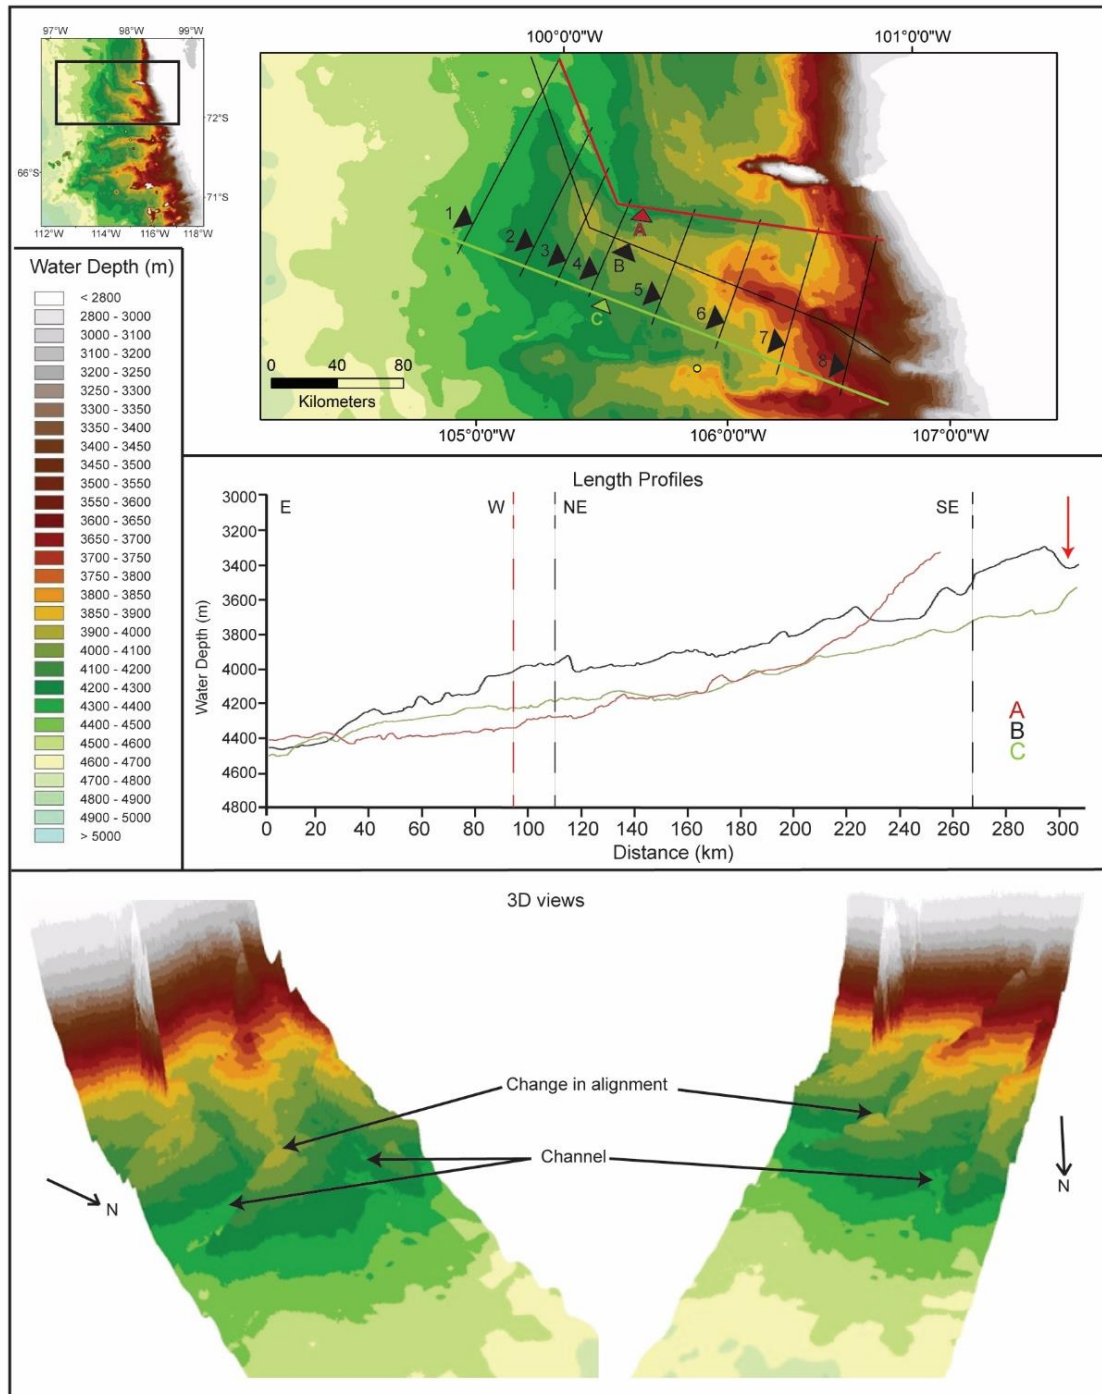 97°W 98°W 99°W
72°S
66°S
71°S
112°W 114°W 116°W 118°W
100°0'0"W 101°0'0"W
1
2
3
4
5
6
7
8
A
B
C
0 40 80
Kilometers
105°0'0"W 106°0'0"W 107°0'0"W
Water Depth (m)
< 2800
2800 - 3000
3000 - 3100
3100 - 3200
3200 - 3250
3250 - 3300
3300 - 3350
3350 - 3400
3400 - 3450
3450 - 3500
3500 - 3550
3550 - 3600
3600 - 3650
3650 - 3700
3700 - 3750
3750 - 3800
3800 - 3850
3850 - 3900
3900 - 4000
4000 - 4100
4100 - 4200
4200 - 4300
4300 - 4400
4400 - 4500
4500 - 4600
4600 - 4700
4700 - 4800
4800 - 4900
4900 - 5000
> 5000
Length Profiles
E W NE SE
3000
3200
3400
3600
3800
4000
4200
4400
4600
4800
Water Depth (m)
A
B
C
0 20 40 60 80 100 120 140 160 180 200 220 240 260 280 300
Distance (km)
3D views
Change in alignment
Channel
N
N